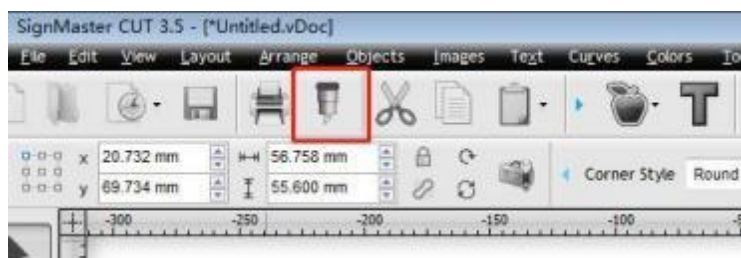 SignMaster CUT 3.5 - [*Untitled.vDoc]
File Edit View Layout Arrange Objects Images Text Curves Colors
x 20.732 mm 56.758 mm
y 69.734 mm 55.600 mm
Corner Style Round
-300 -250 -200 -150 -100